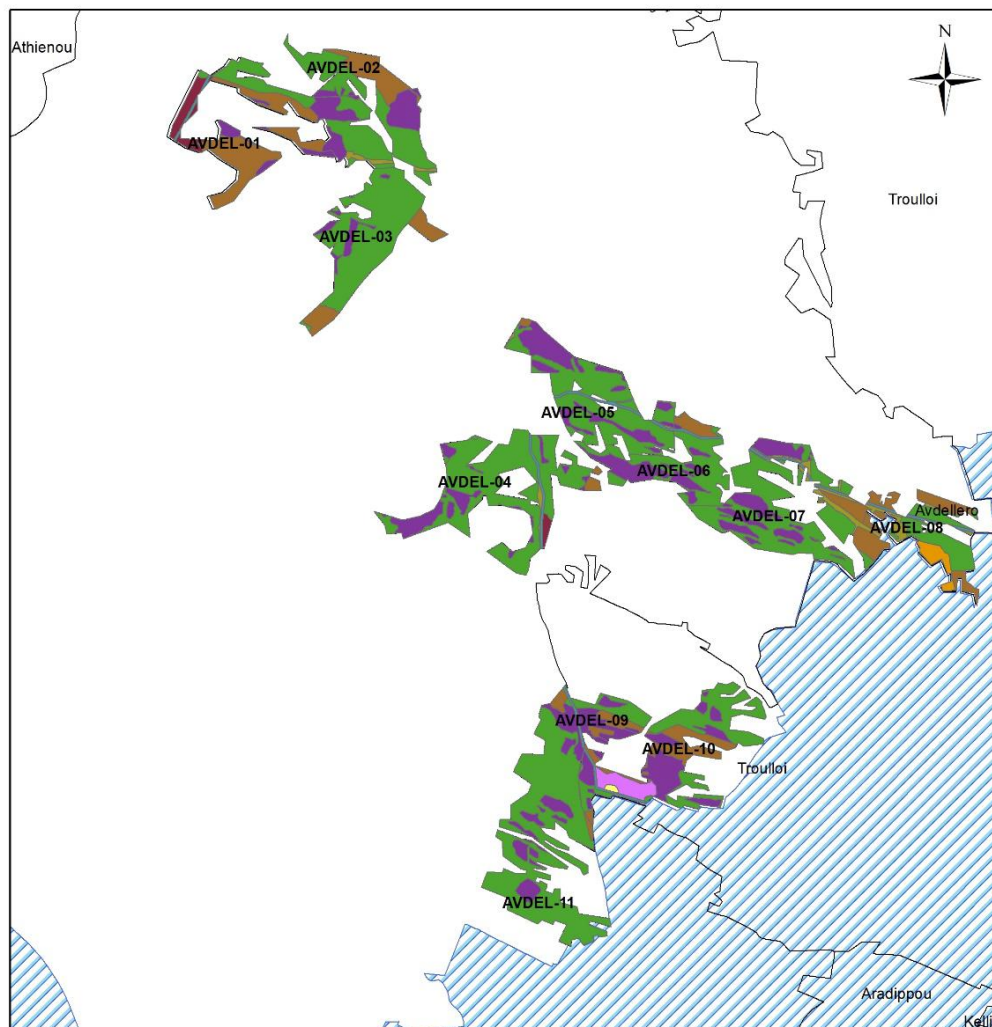 Athienou
N
AVDEL-02
AVDEL-01
Troulloi
AVDEL-03
AVDEL-05
AVDEL-06
AVDEL-04
Avdellero
AVDEL-07
AVDEL-08
AVDEL-09
AVDEL-10
Troulloi
AVDEL-11
Aradippou
Kelli